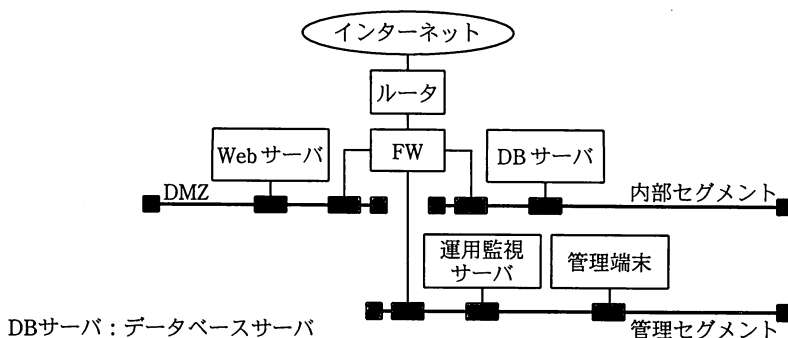 インターネット
ルータ
FW
Webサーバ
DBサーバ
DMZ
内部セグメント
運用監視
サーバ
管理端末
DBサーバ：データベースサーバ
管理セグメント